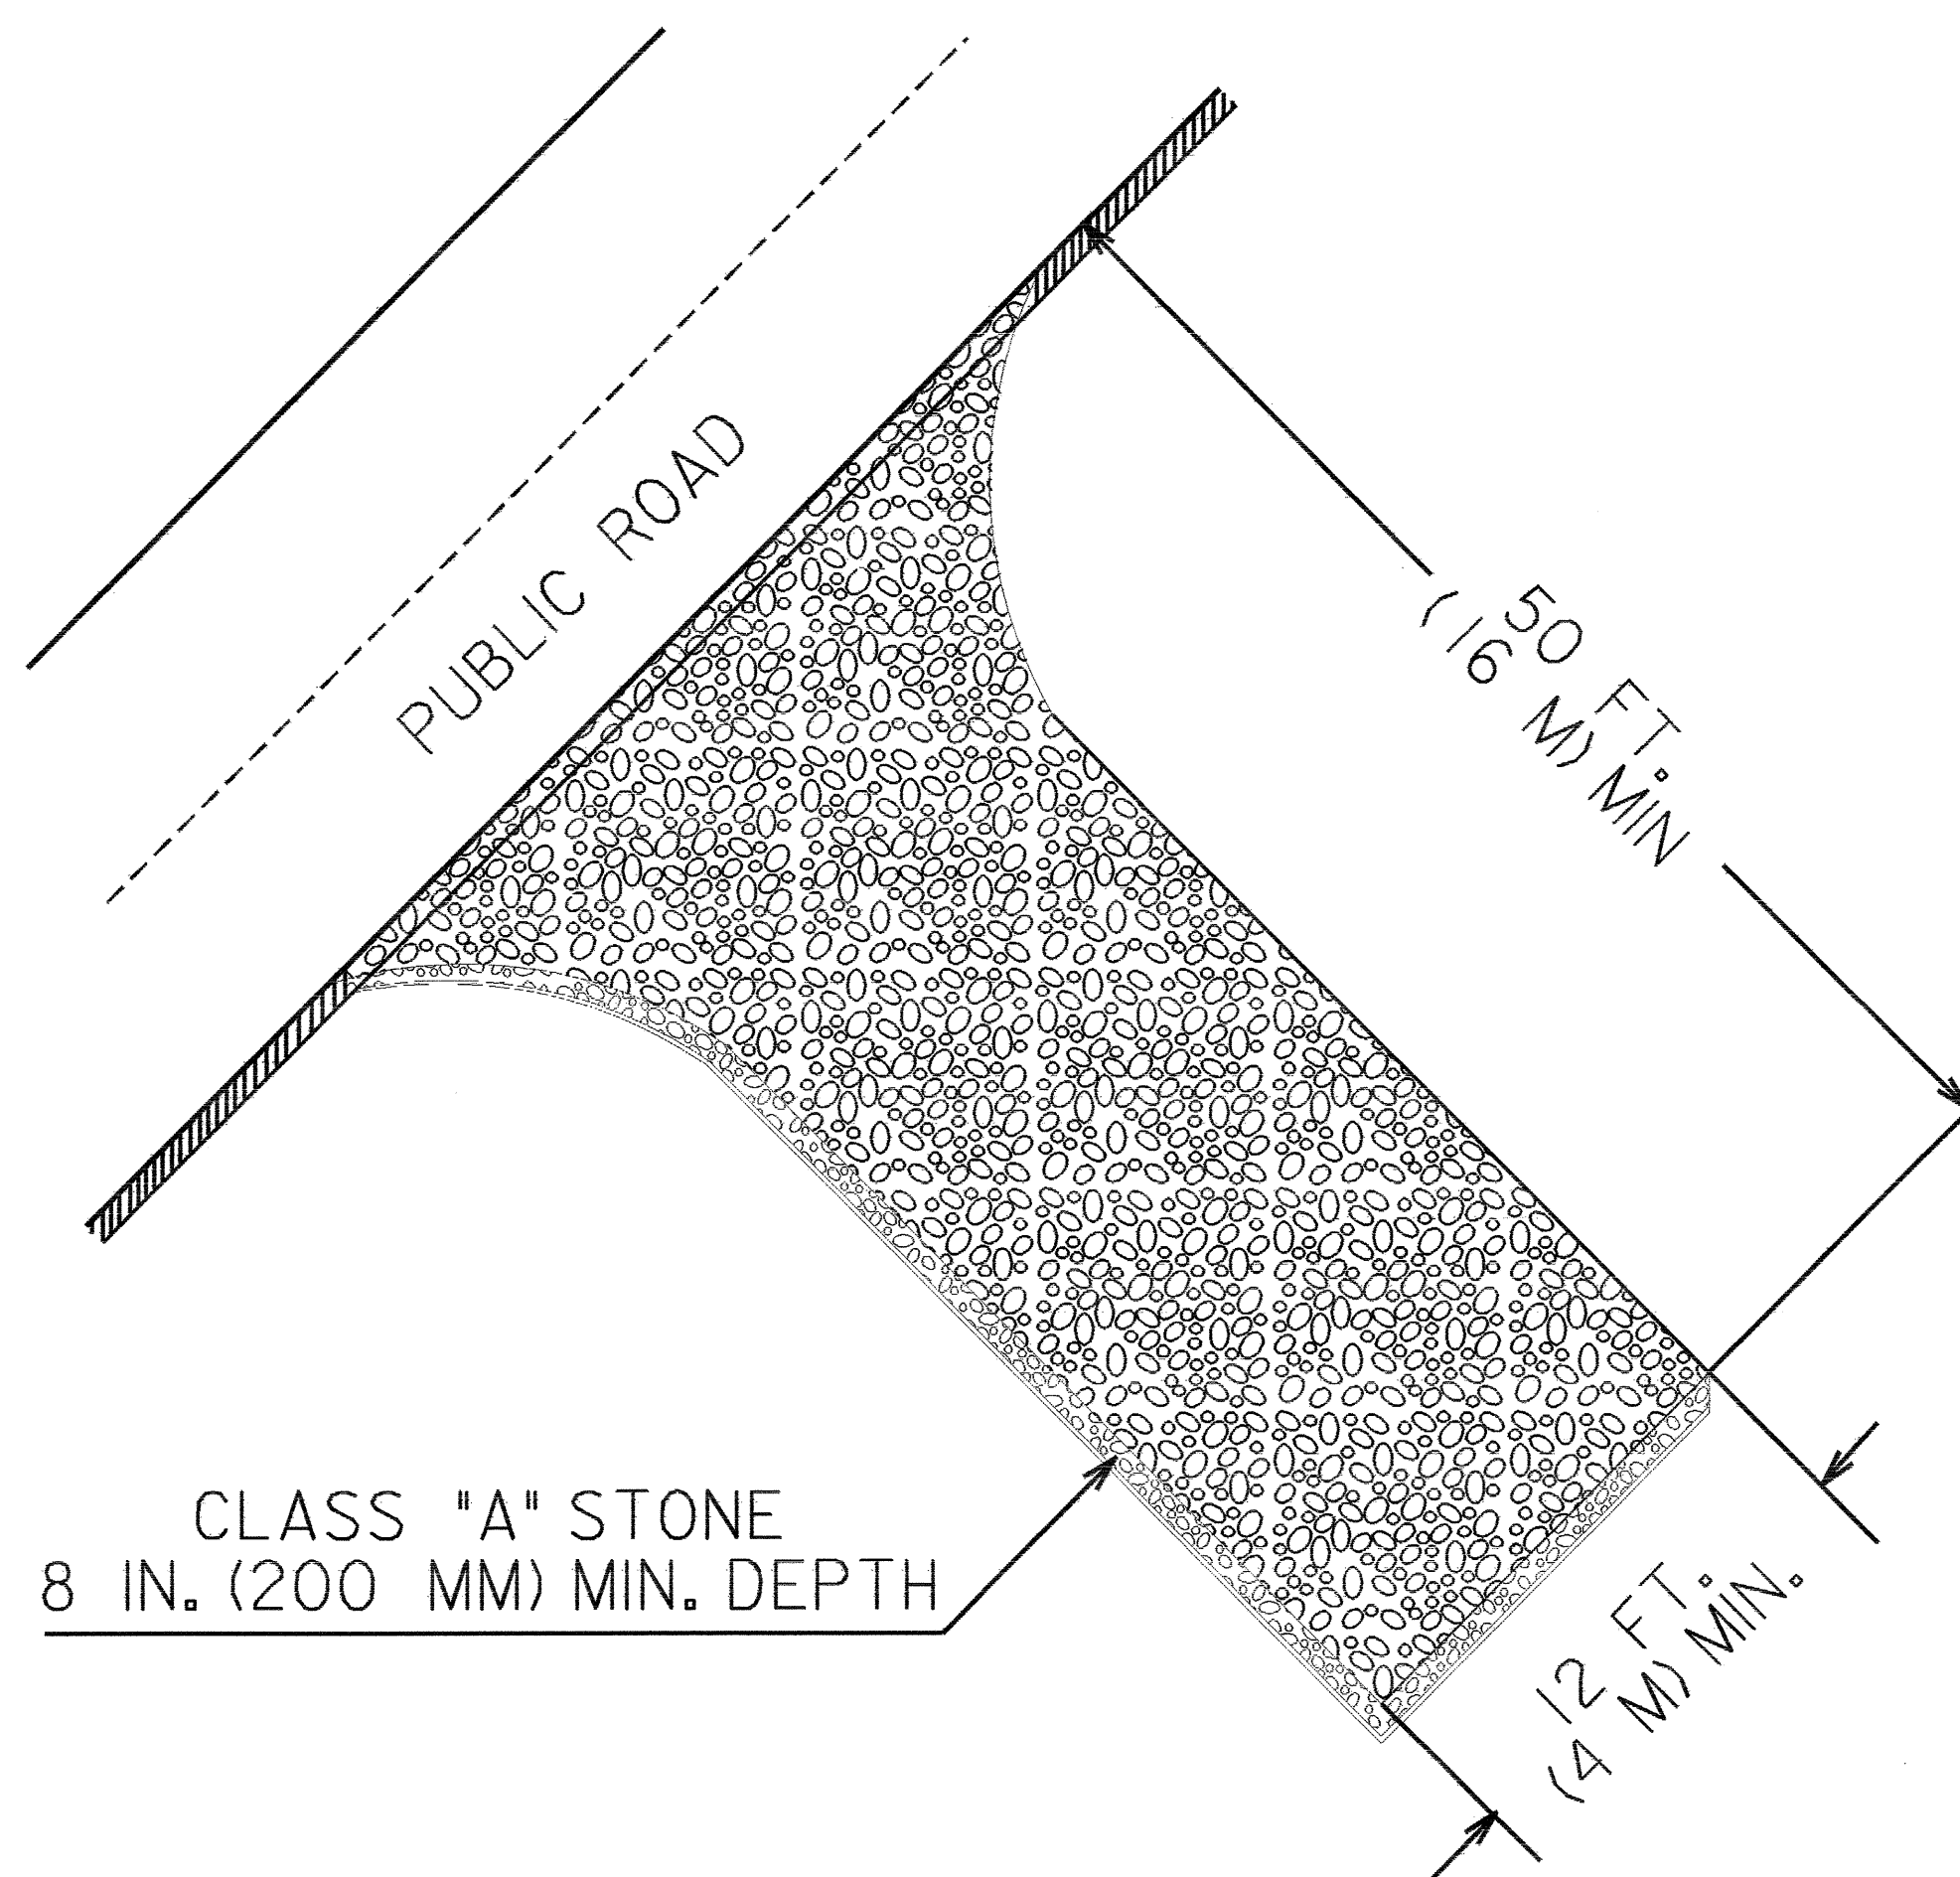 PUBLIC ROAD
50 FT.
(16 M) MIN
CLASS "A" STONE
8 IN. (200 MM) MIN. DEPTH
12 FT.
(4 M) MIN.